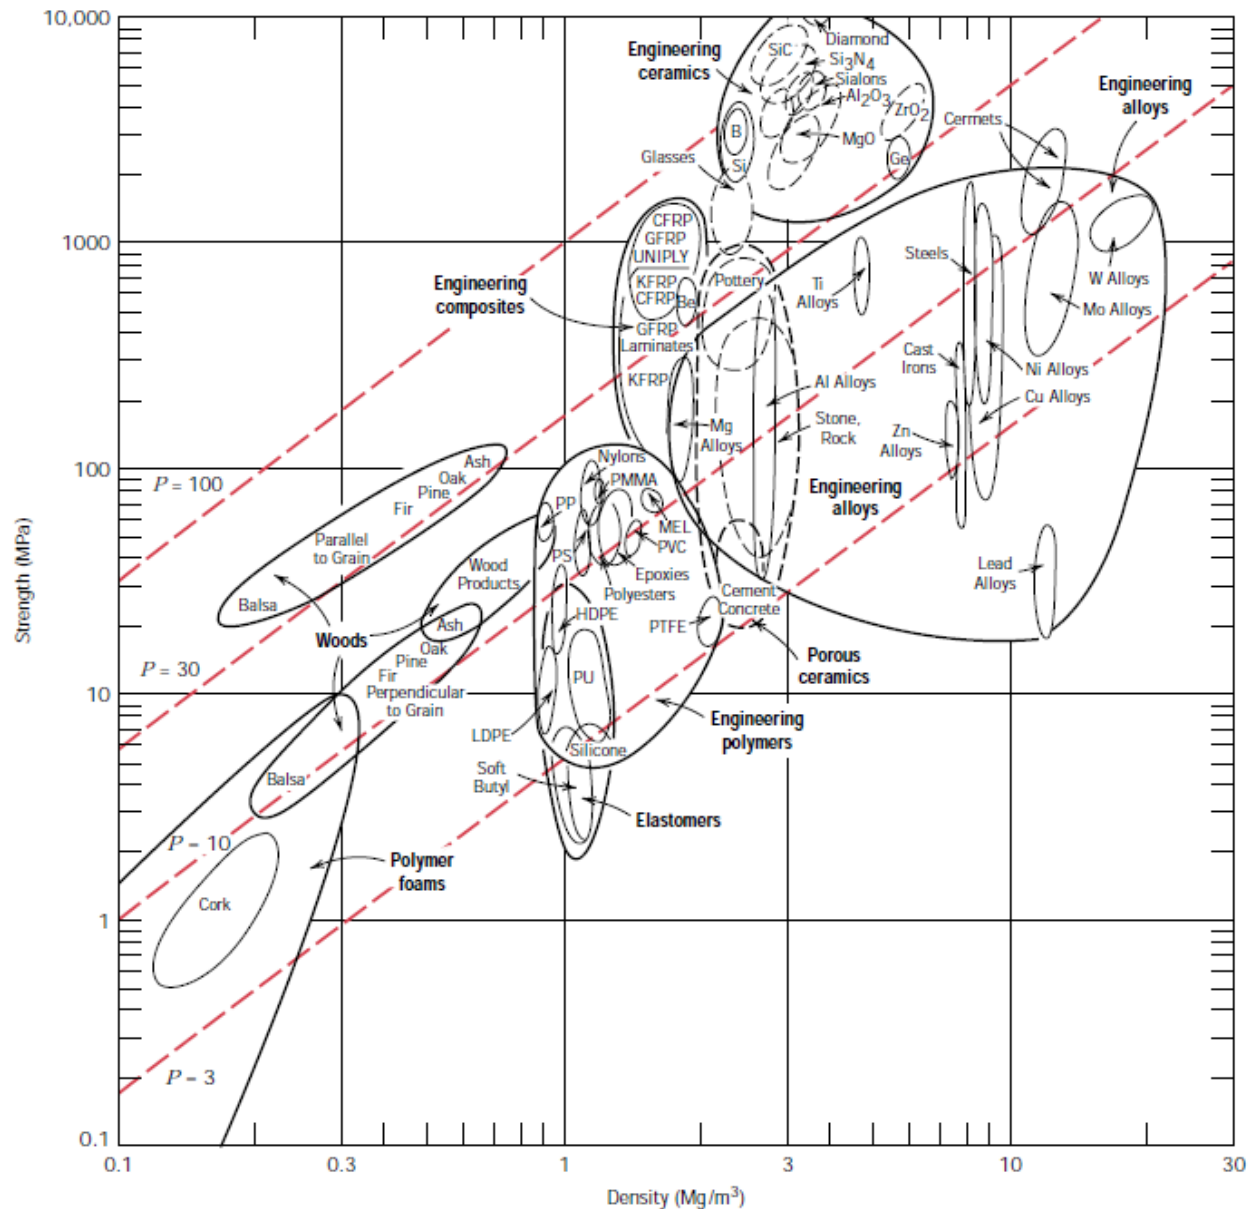 10,000
1000
100
10
1
0.1
0.1
0.3
1
3
10
30
Strength (MPa)
Density (Mg/m³)
P = 100
P = 30
P = 10
P = 3
Engineering
ceramics
Diamond
SiC
Si3N4
Sialons
Al2O3
ZrO2
MgO
B
Si
Ge
Glasses
Cermets
Engineering
alloys
CFRP
GFRP
UNIPLY
KFRP
CFRP
Be
GFRP
Laminates
KFRP
Engineering
composites
Pottery
Ti
Alloys
Steels
W Alloys
Mo Alloys
Cast
Irons
Ni Alloys
Cu Alloys
Al Alloys
Mg
Alloys
Stone,
Rock
Zn
Alloys
Engineering
alloys
Lead
Alloys
Nylons
PMMA
PP
MEL
PVC
PS
Epoxies
Polyesters
HDPE
PTFE
Cement
Concrete
Porous
ceramics
PU
LDPE
Silicone
Engineering
polymers
Soft
Butyl
Elastomers
Ash
Oak
Pine
Fir
Parallel
to Grain
Balsa
Wood
Products
Woods
Ash
Oak
Pine
Fir
Perpendicular
to Grain
Balsa
Polymer
foams
Cork